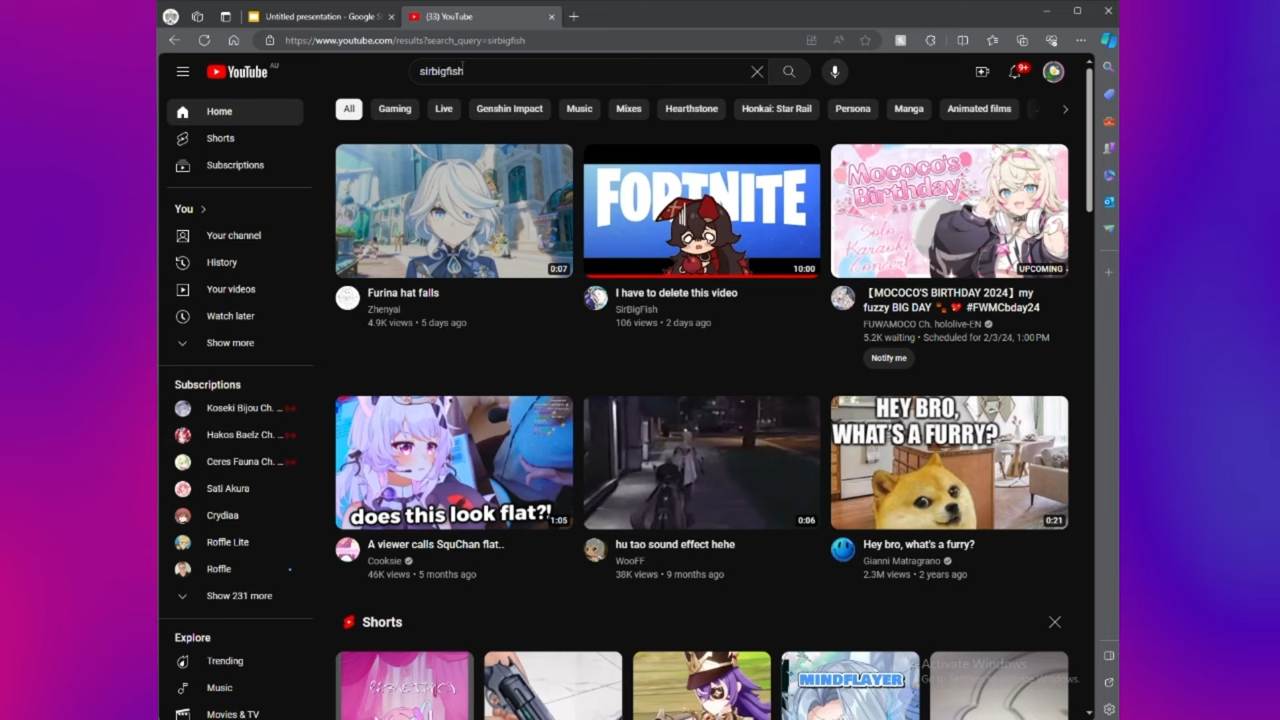 Untitled presentation - Google S
(33) YouTube
https://www.youtube.com/results?search_query=sirbigfish
YouTube AU
sirbigfish
9+
All
Gaming
Live
Genshin Impact
Music
Mixes
Hearthstone
Honkai: Star Rail
Persona
Manga
Animated films
Home
Shorts
Subscriptions
You
Your channel
History
Your videos
Watch later
Show more
Subscriptions
Koseki Bijou Ch. ...
Hakos Baelz Ch. ...
Ceres Fauna Ch. ...
Sati Akura
Crydiaa
Roffle Lite
Roffle
Show 231 more
Explore
Trending
Music
Movies & TV
0:07
Furina hat falls
Zhenyai
4.9K views • 5 days ago
FORTNITE
10:00
I have to delete this video
SirBigFish
106 views • 2 days ago
Mococo's
Birthday
2024
Solo
Karaoke
Concert
UPCOMING
【MOCOCO'S BIRTHDAY 2024】my
fuzzy BIG DAY 🐾 💖 #FWMCbday24
FUWAMOCO Ch. hololive-EN
5.2K waiting • Scheduled for 2/3/24, 1:00 PM
Notify me
does this look flat?!
1:05
A viewer calls SquChan flat..
Cooksie
46K views • 5 months ago
0:06
hu tao sound effect hehe
WooFF
38K views • 9 months ago
HEY BRO,
WHAT'S A FURRY?
0:21
Hey bro, what's a furry?
Gianni Matragrano
2.3M views • 2 years ago
Shorts
MINDFLAYER
Activate Windows